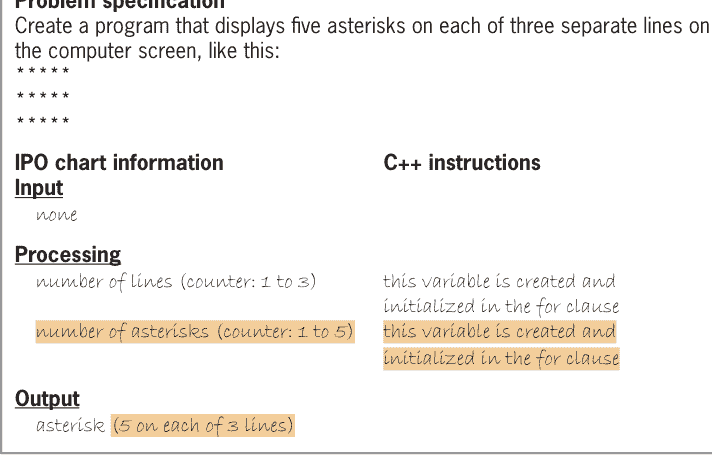 Problem specification
Create a program that displays five asterisks on each of three separate lines on
the computer screen, like this:
*****
*****
*****
IPO chart information C++ instructions
Input
none
Processing
number of lines (counter: 1 to 3) this variable is created and
initialized in the for clause
number of asterisks (counter: 1 to 5) this variable is created and
initialized in the for clause
Output
asterisk (5 on each of 3 lines)